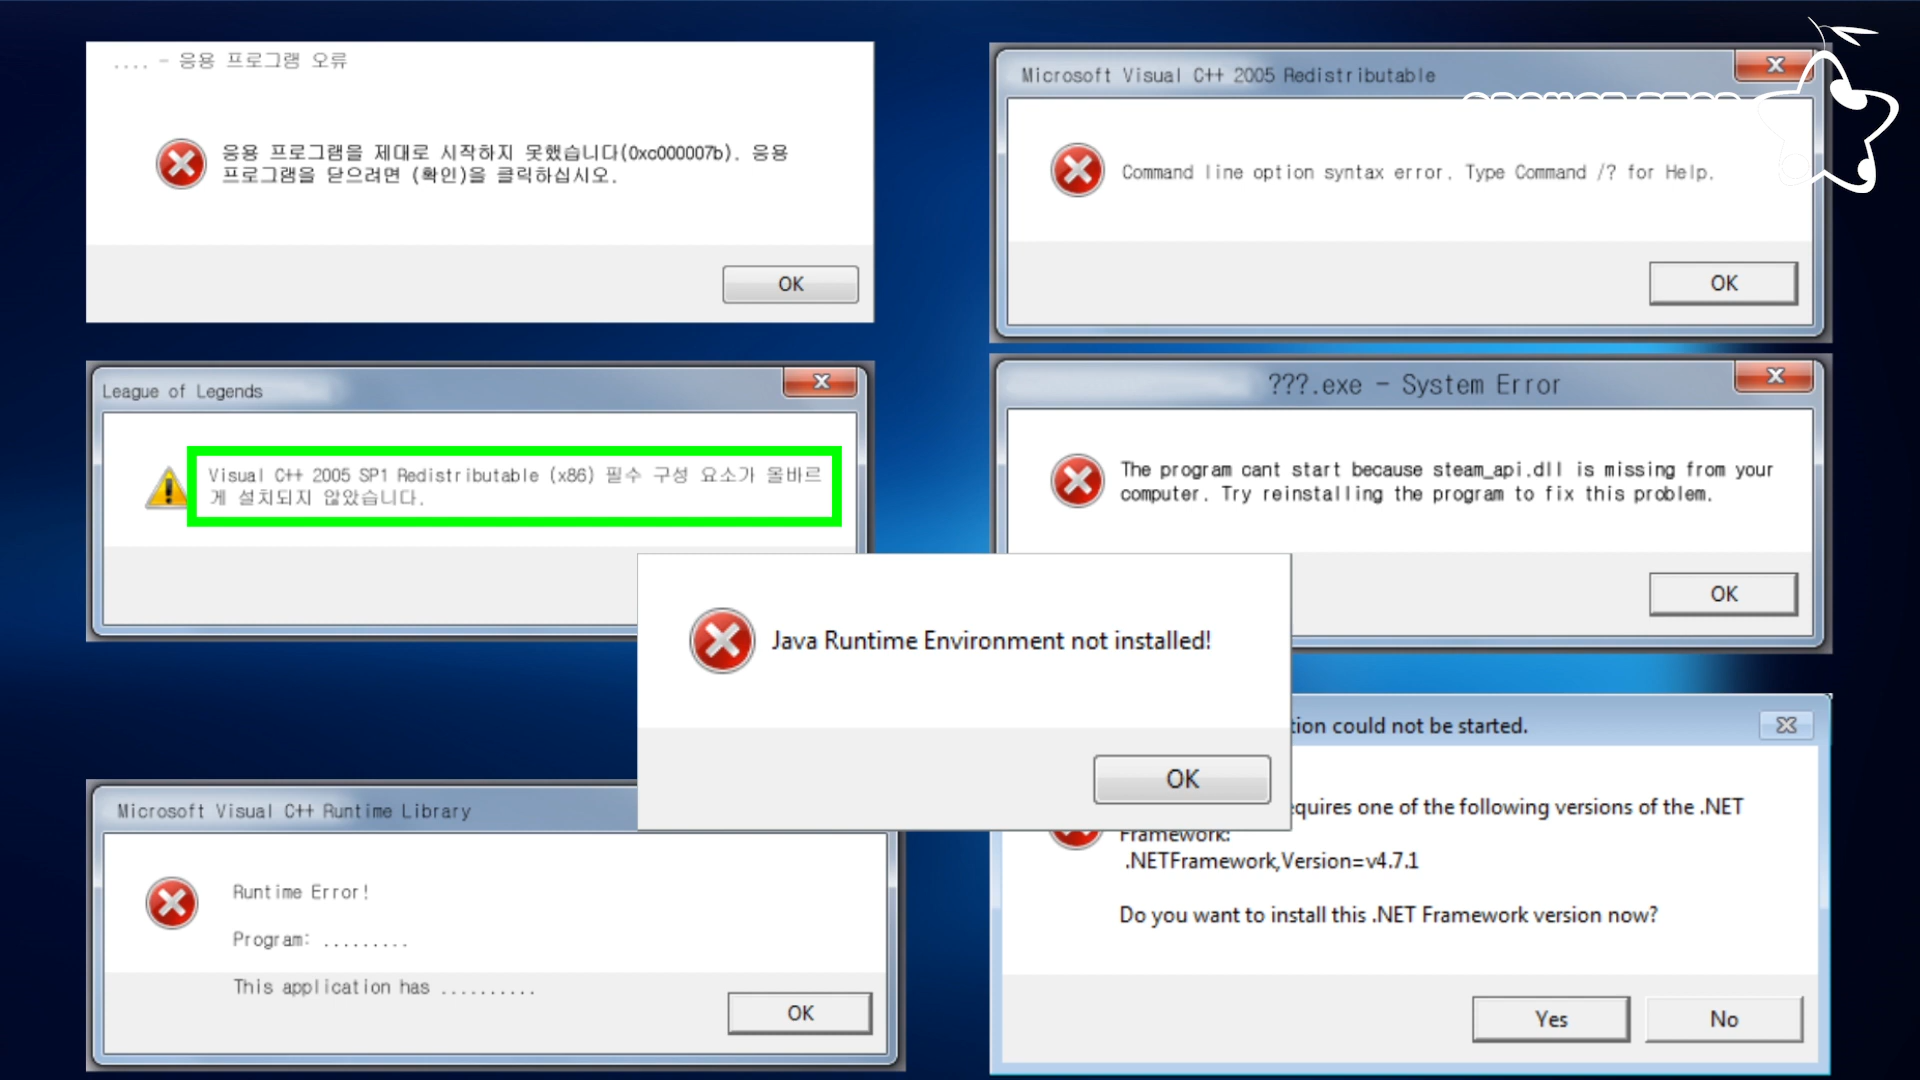 .... - 응용 프로그램 오류
응용 프로그램을 제대로 시작하지 못했습니다(0xc000007b). 응용
프로그램을 닫으려면 (확인)을 클릭하십시오.
OK
Microsoft Visual C++ 2005 Redistributable
Command line option syntax error. Type Command /? for Help.
OK
League of Legends
Visual C++ 2005 SP1 Redistributable (x86) 필수 구성 요소가 올바르
게 설치되지 않았습니다.
???.exe - System Error
The program cant start because steam_api.dll is missing from your
computer. Try reinstalling the program to fix this problem.
OK
Java Runtime Environment not installed!
OK
Microsoft Visual C++ Runtime Library
Runtime Error!
Program: .........
This application has ..........
OK
could not be started.
one of the following versions of the .NET
Framework:
.NETFramework,Version=v4.7.1
Do you want to install this .NET Framework version now?
Yes
No